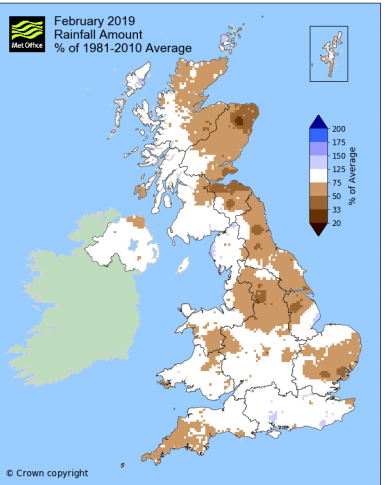 February 2019
Rainfall Amount
% of 1981-2010 Average
Met Office
200
175
150
125
75
50
33
20
% of Average
© Crown copyright